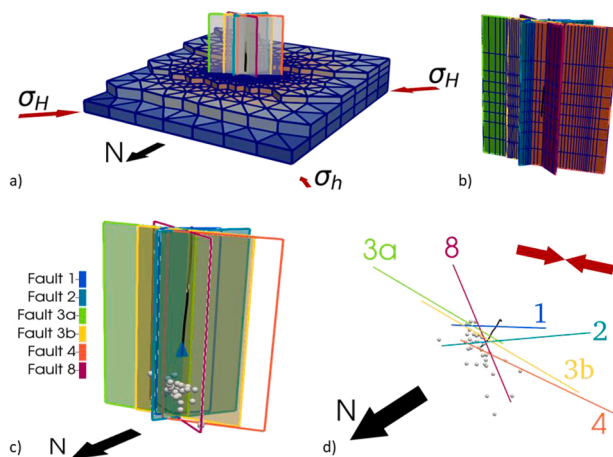 σH
σH
N
σh
a)
b)
Fault 1
Fault 2
Fault 3a
Fault 3b
Fault 4
Fault 8
N
c)
3a
8
1
2
3b
4
N
d)